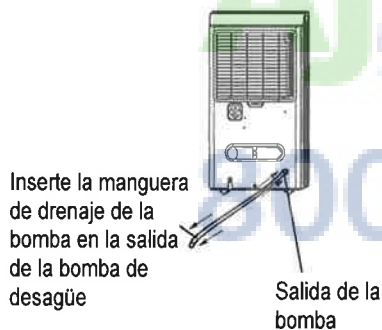 Inserte la manguera
de drenaje de la
bomba en la salida
de la bomba de
desagüe
Salida de la
bomba
800